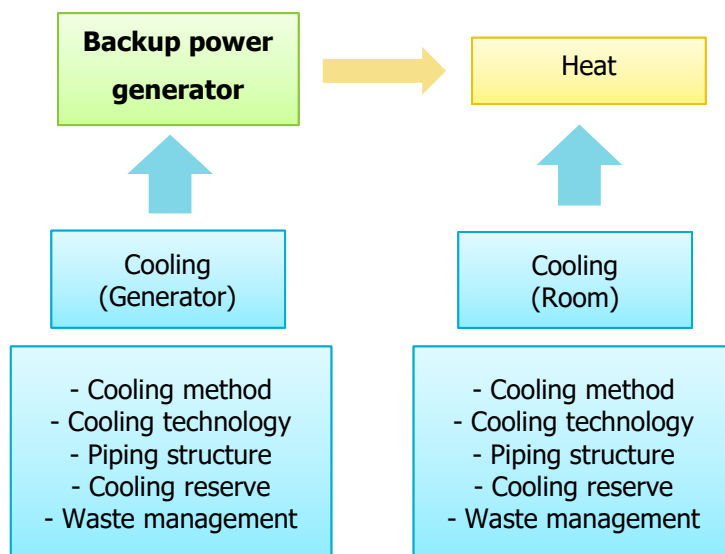 Backup power
generator
Heat
Cooling
(Generator)
Cooling
(Room)
- Cooling method
- Cooling technology
- Piping structure
- Cooling reserve
- Waste management
- Cooling method
- Cooling technology
- Piping structure
- Cooling reserve
- Waste management